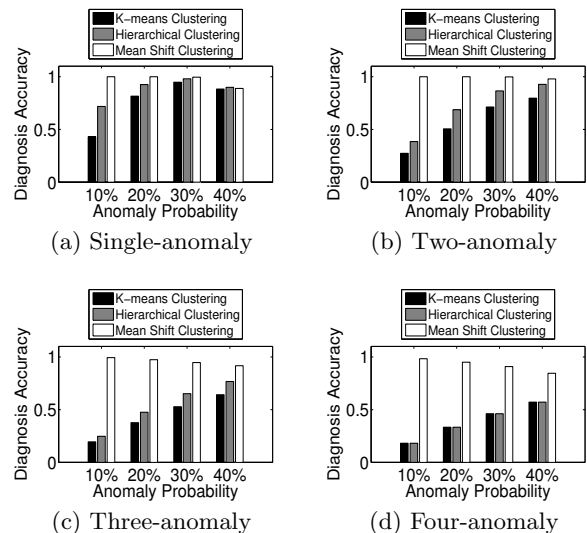 K-means Clustering
Hierarchical Clustering
Mean Shift Clustering
Diagnosis Accuracy
1
0.5
0
10% 20% 30% 40%
Anomaly Probability
(a) Single-anomaly
K-means Clustering
Hierarchical Clustering
Mean Shift Clustering
Diagnosis Accuracy
1
0.5
0
10% 20% 30% 40%
Anomaly Probability
(b) Two-anomaly
K-means Clustering
Hierarchical Clustering
Mean Shift Clustering
Diagnosis Accuracy
1
0.5
0
10% 20% 30% 40%
Anomaly Probability
(c) Three-anomaly
K-means Clustering
Hierarchical Clustering
Mean Shift Clustering
Diagnosis Accuracy
1
0.5
0
10% 20% 30% 40%
Anomaly Probability
(d) Four-anomaly